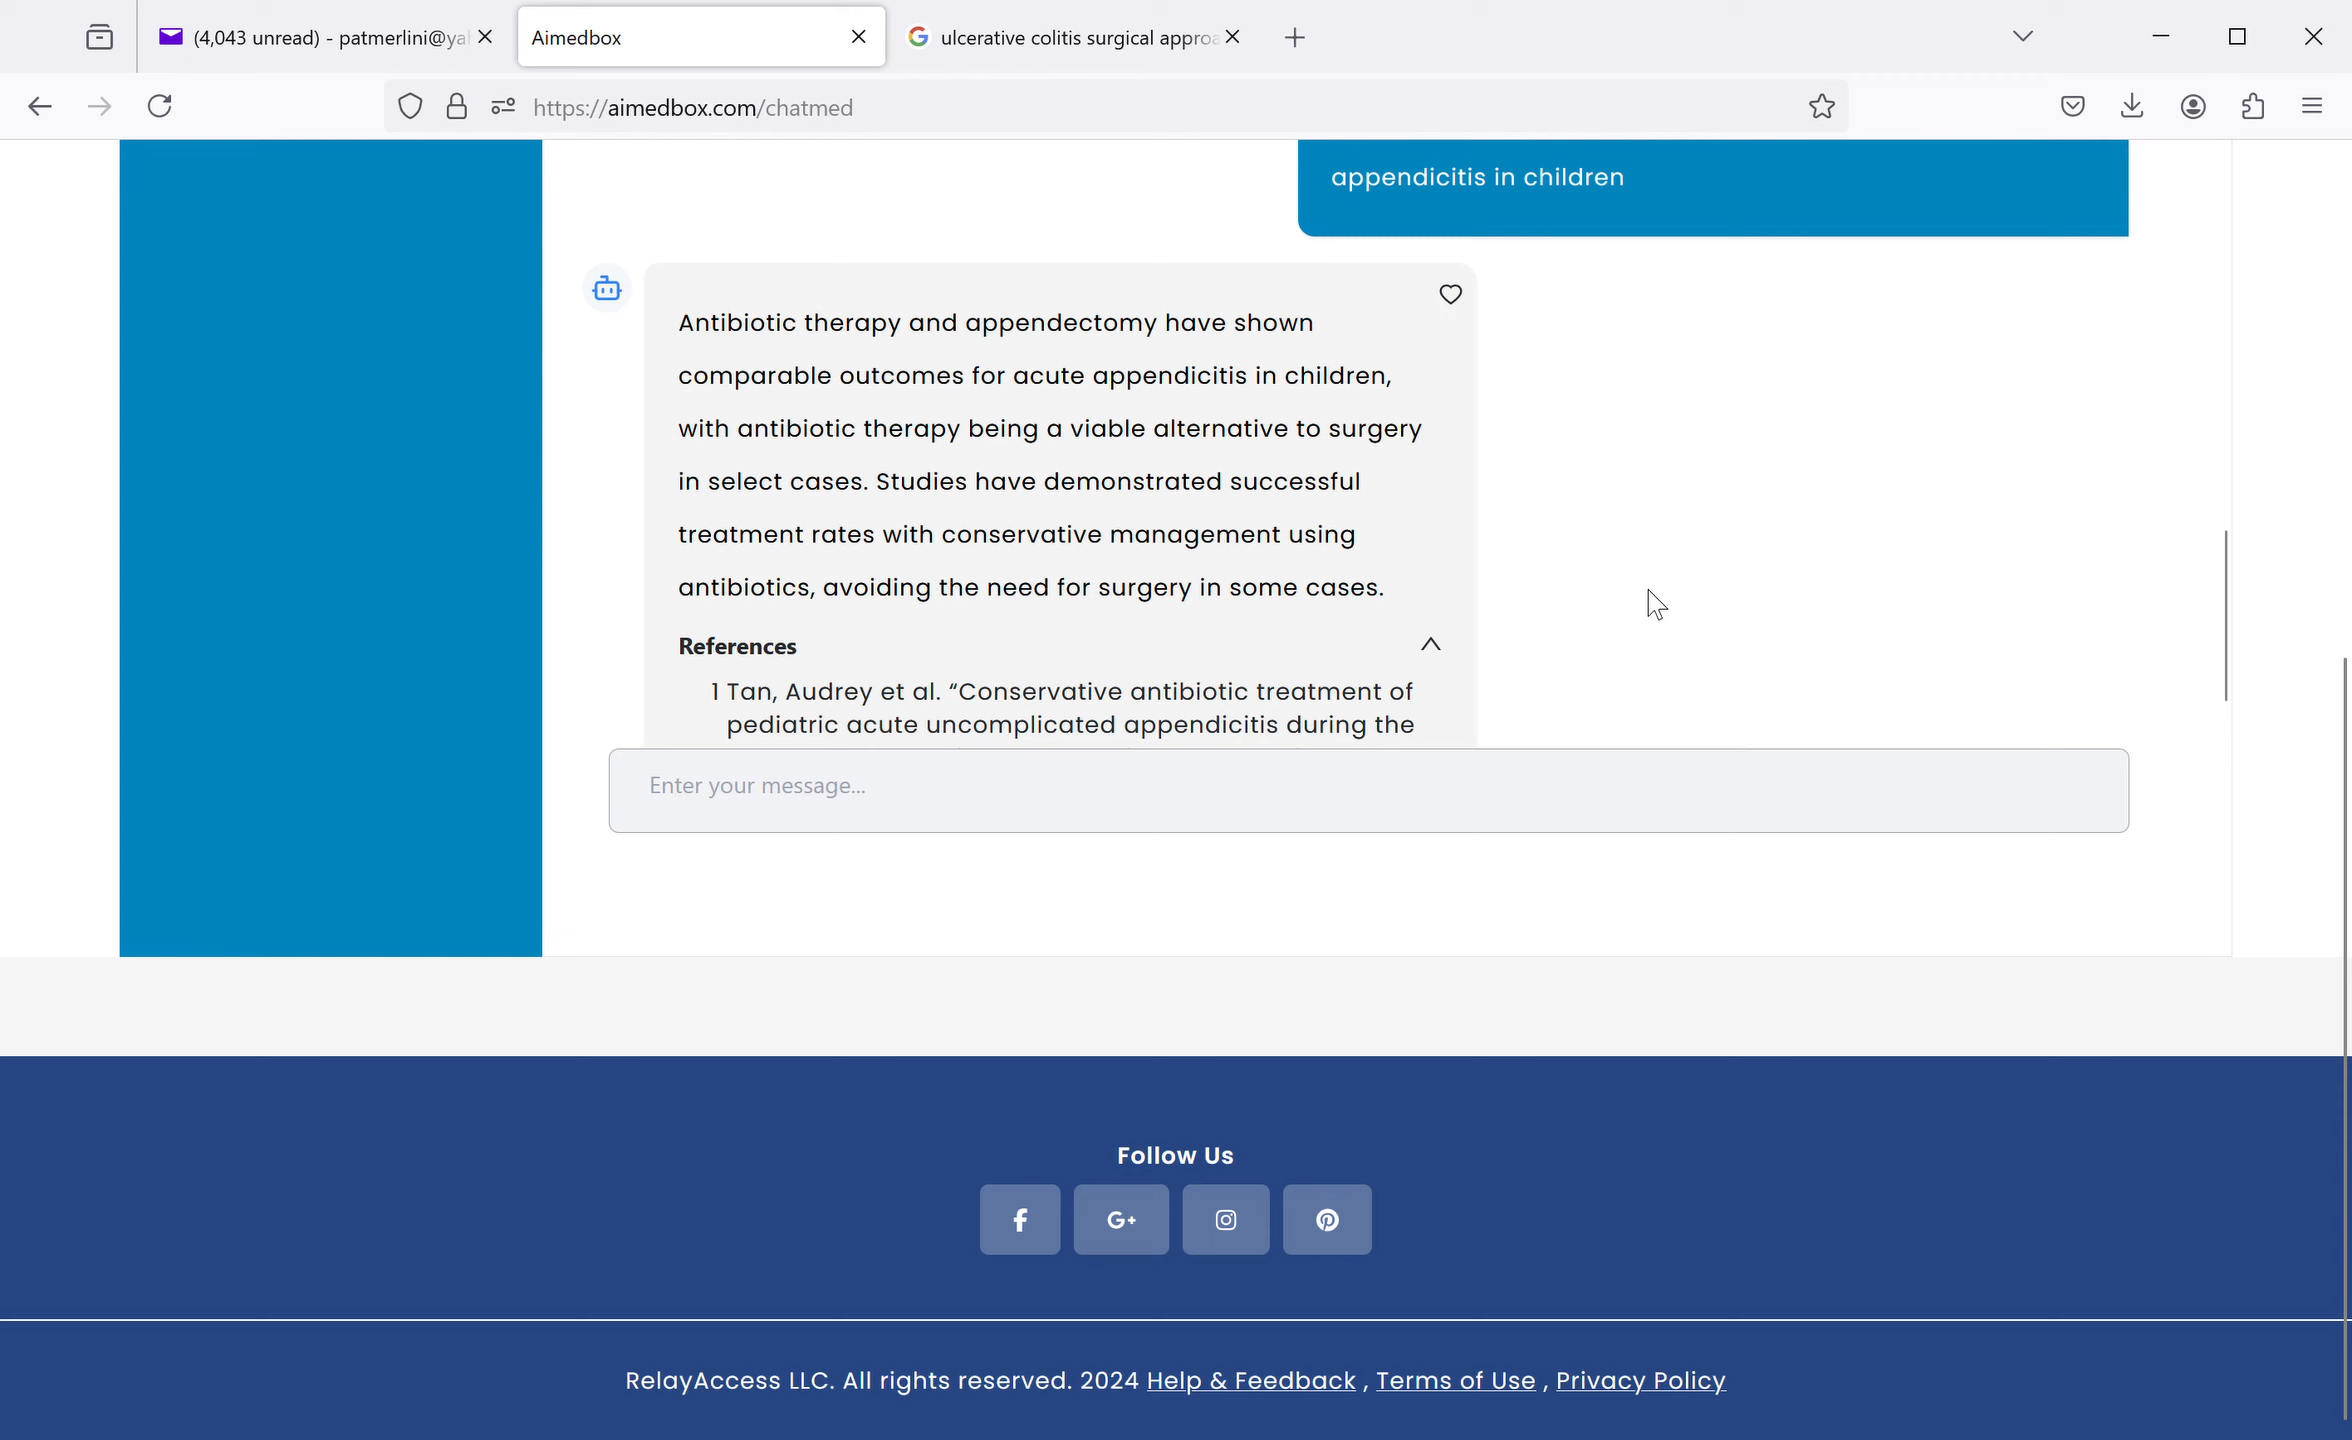 (4,043 unread) - patmerlini@ya
Aimedbox
ulcerative colitis surgical approa
https://aimedbox.com/chatmed
appendicitis in children
Antibiotic therapy and appendectomy have shown
comparable outcomes for acute appendicitis in children,
with antibiotic therapy being a viable alternative to surgery
in select cases. Studies have demonstrated successful
treatment rates with conservative management using
antibiotics, avoiding the need for surgery in some cases.
References
1 Tan, Audrey et al. “Conservative antibiotic treatment of
pediatric acute uncomplicated appendicitis during the
Enter your message...
Follow Us
RelayAccess LLC. All rights reserved. 2024 Help & Feedback , Terms of Use , Privacy Policy